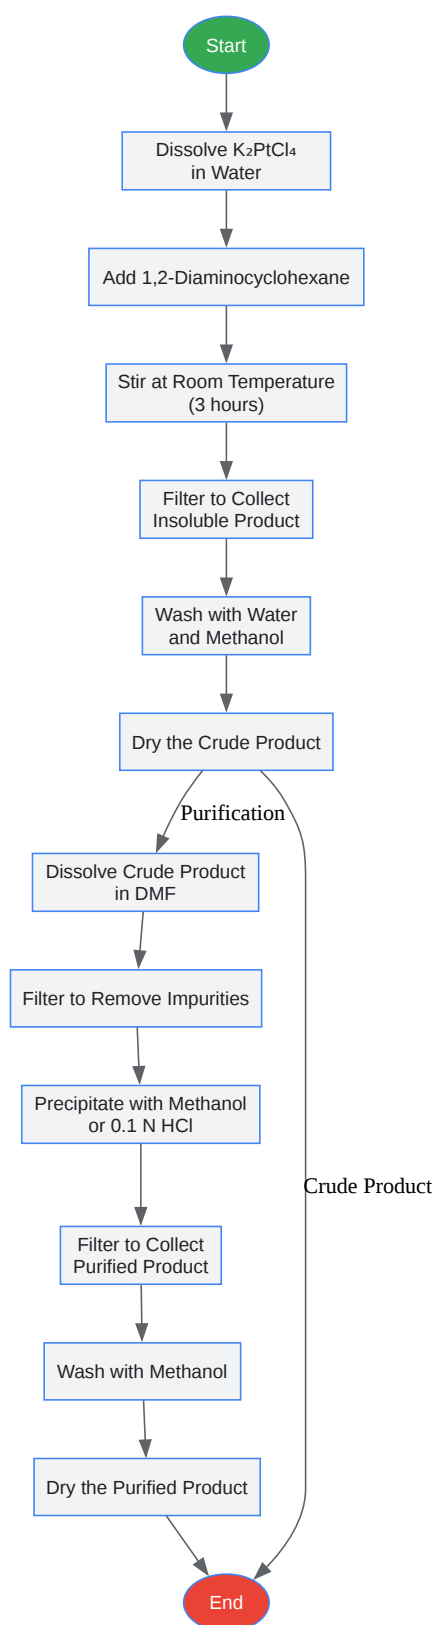 Start
Dissolve K₂PtCl₄
in Water
Add 1,2-Diaminocyclohexane
Stir at Room Temperature
(3 hours)
Filter to Collect
Insoluble Product
Wash with Water
and Methanol
Dry the Crude Product
Purification
Dissolve Crude Product
in DMF
Filter to Remove Impurities
Precipitate with Methanol
or 0.1 N HCl
Crude Product
Filter to Collect
Purified Product
Wash with Methanol
Dry the Purified Product
End